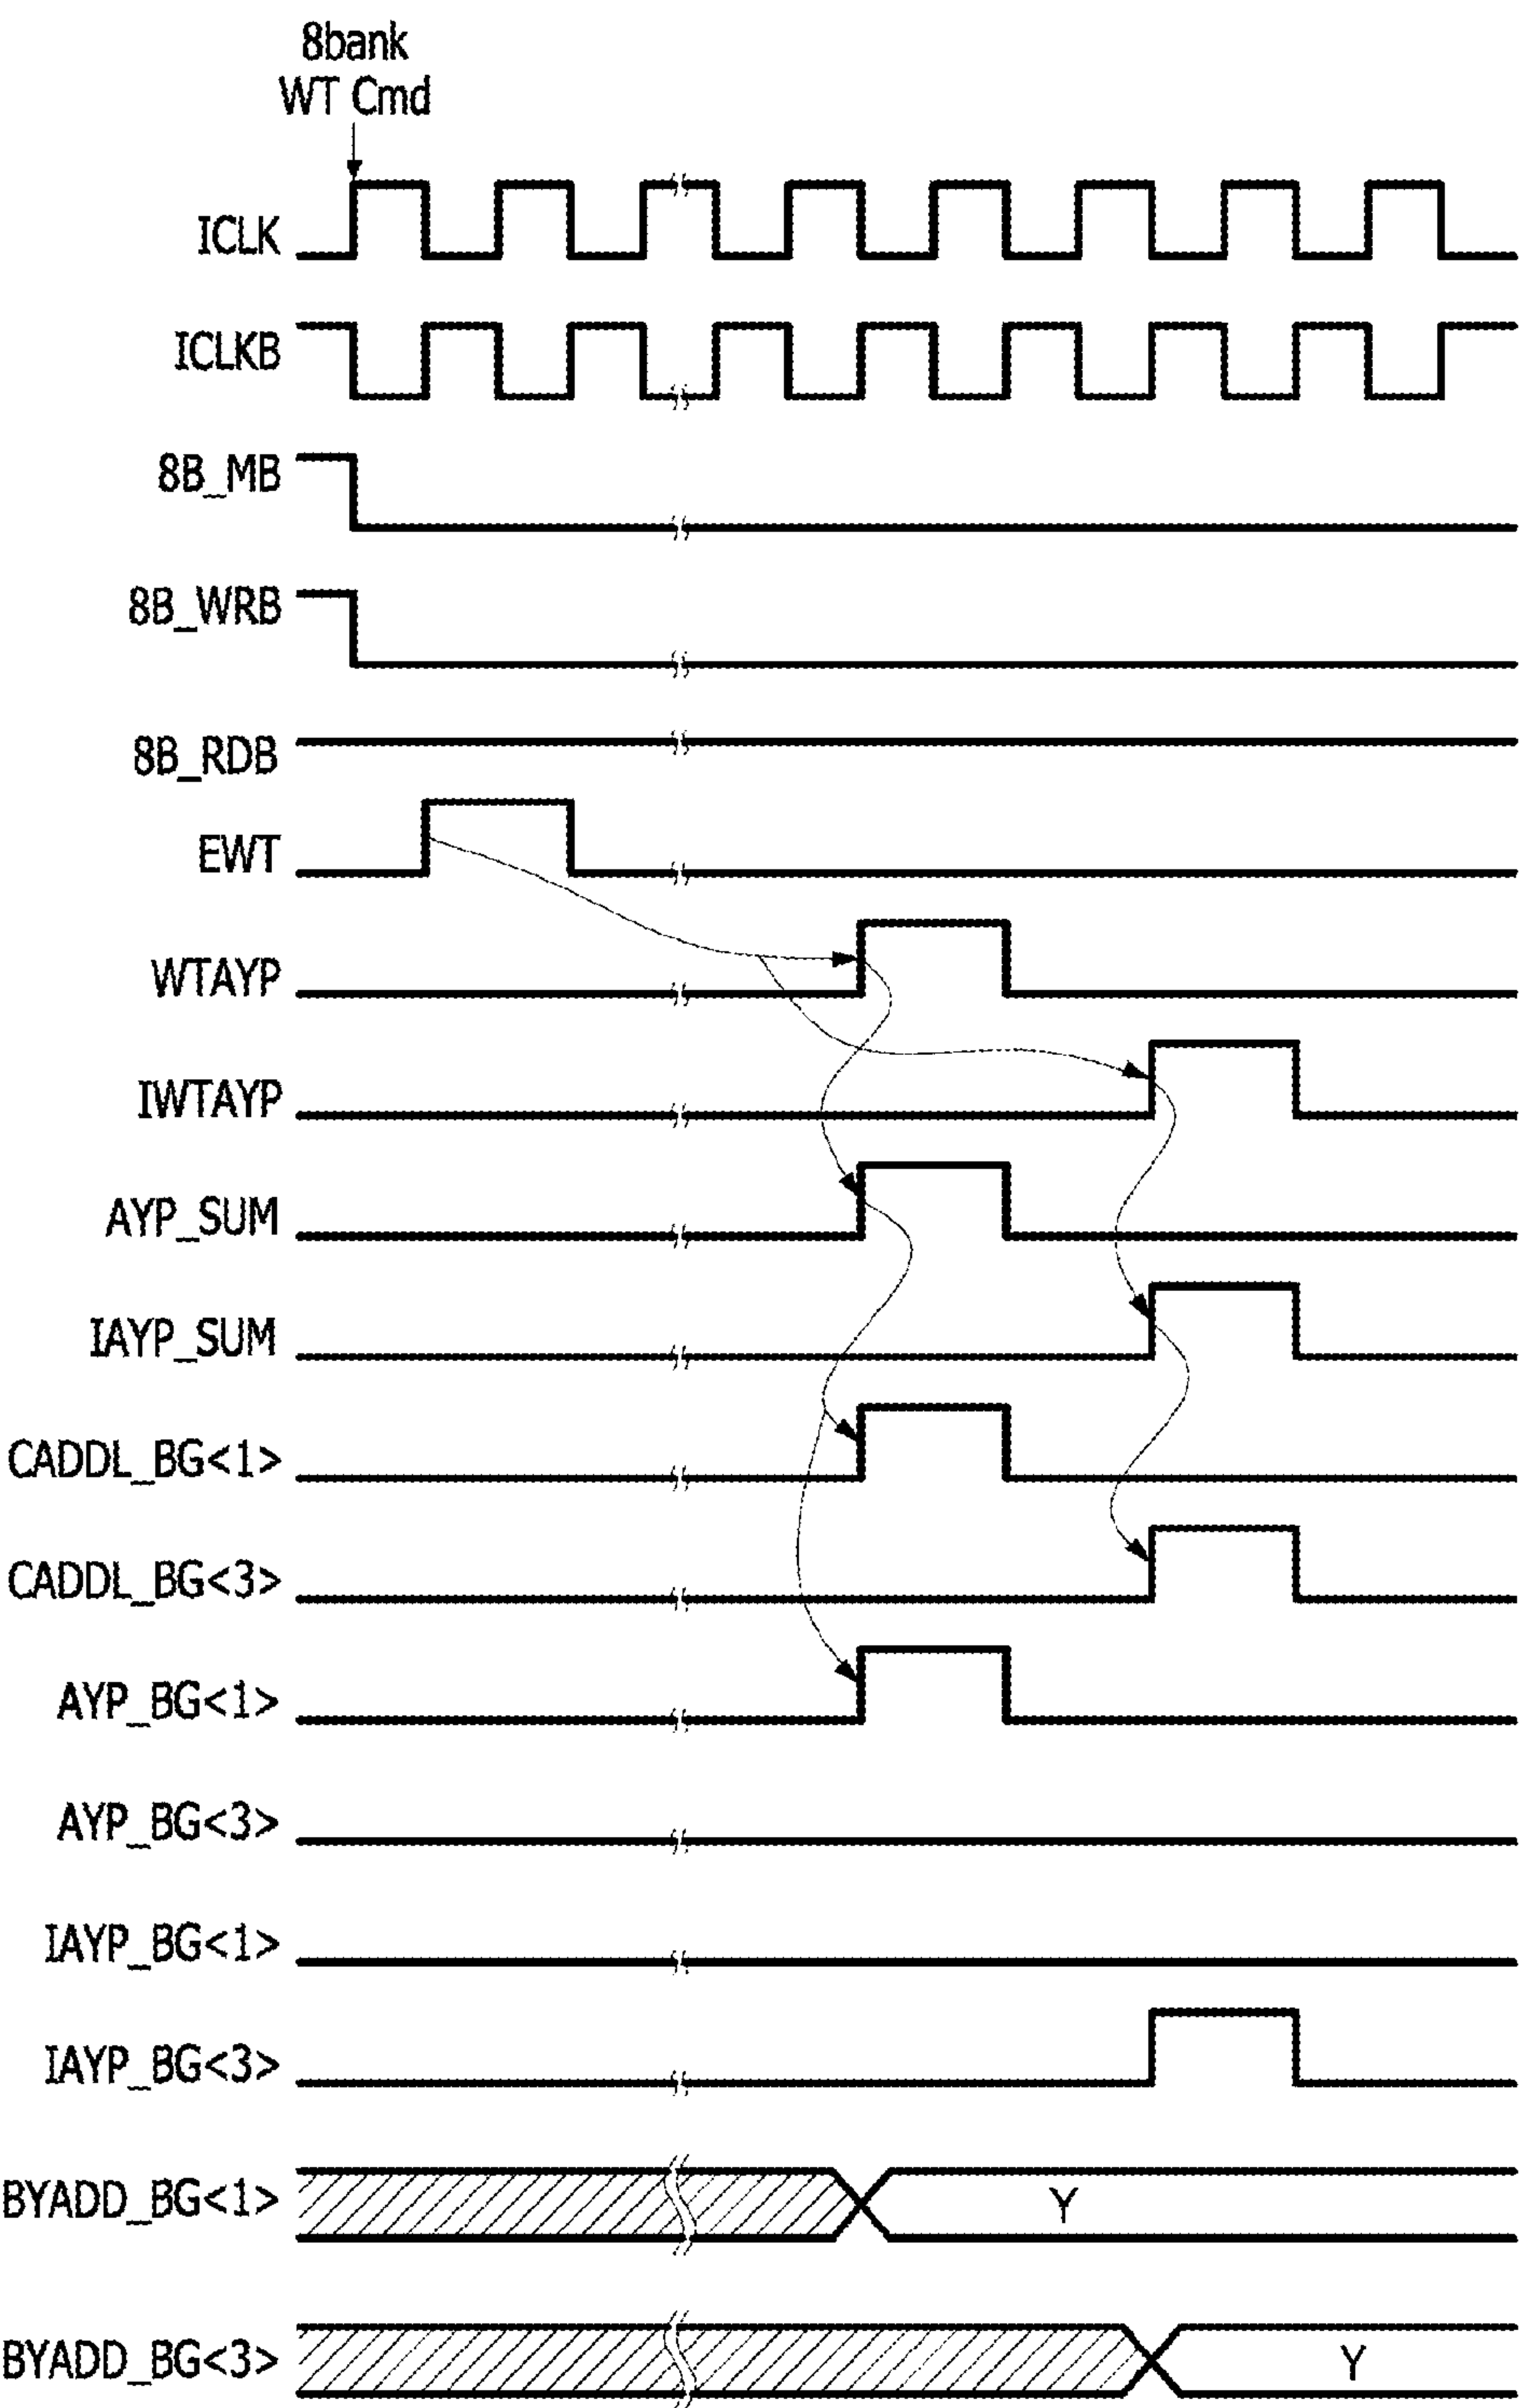 8bank
WT Cmd
ICLK
ICLKB
8B_MB
8B_WRB
8B_RDB
EWT
WTAYP
IWTAYP
AYP_SUM
IAYP_SUM
CADDL_BG<1>
CADDL_BG<3>
AYP_BG<1>
AYP_BG<3>
IAYP_BG<1>
IAYP_BG<3>
BYADD_BG<1> Y
BYADD_BG<3> Y